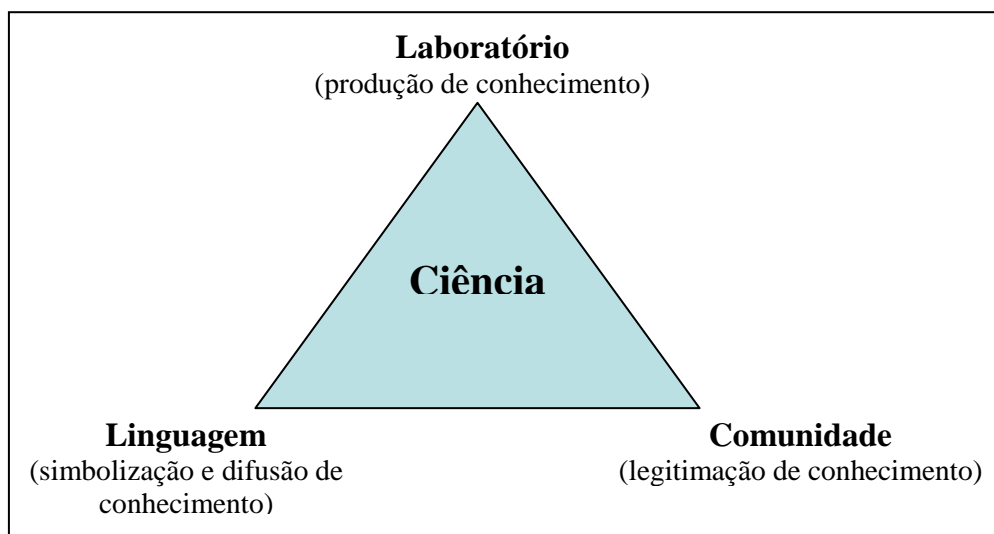 Laboratório
(produção de conhecimento)
Ciência
Linguagem
(simbolização e difusão de
conhecimento)
Comunidade
(legitimação de conhecimento)